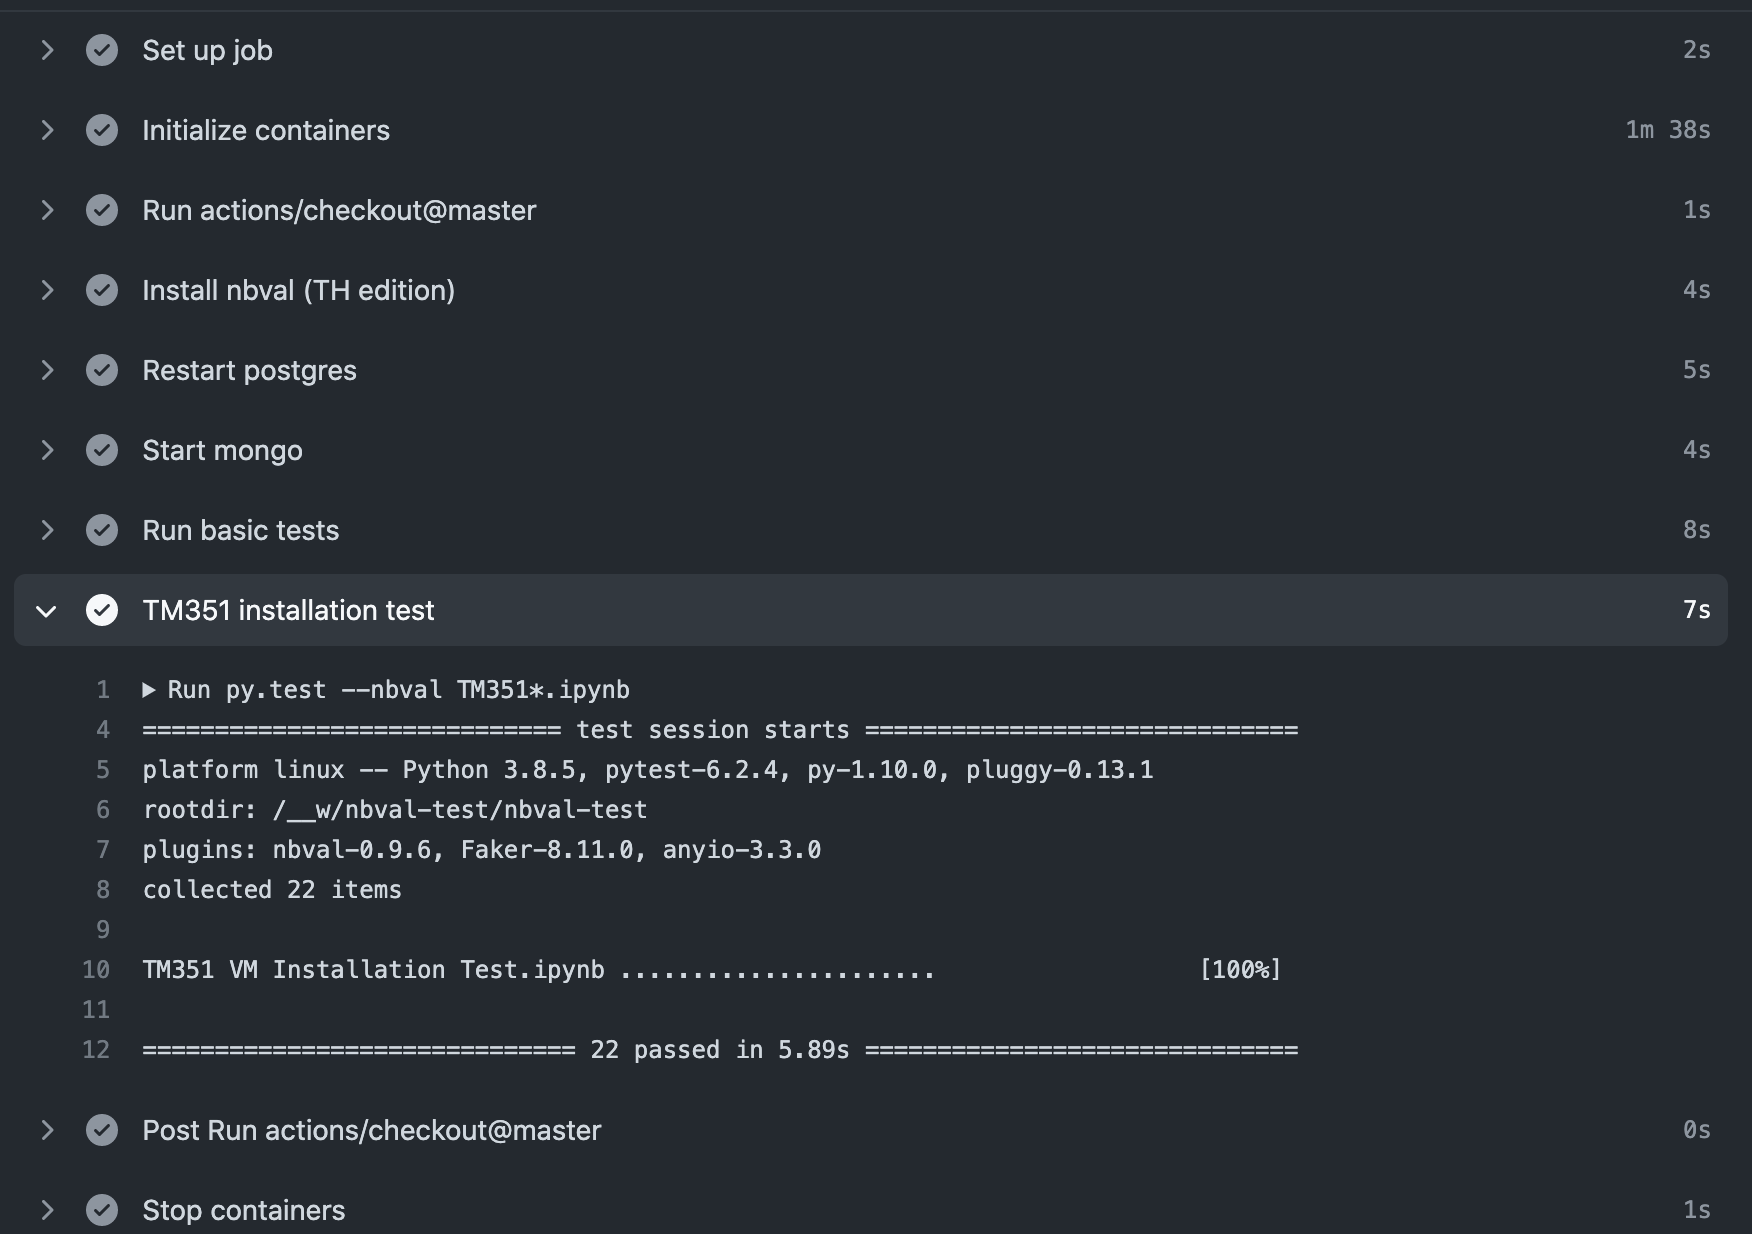 Set up job 2s
Initialize containers 1m 38s
Run actions/checkout@master 1s
Install nbval (TH edition) 4s
Restart postgres 5s
Start mongo 4s
Run basic tests 8s
TM351 installation test 7s
1 ▶ Run py.test --nbval TM351*.ipynb
4 ============================= test session starts ==============================
5 platform linux -- Python 3.8.5, pytest-6.2.4, py-1.10.0, pluggy-0.13.1
6 rootdir: /__w/nbval-test/nbval-test
7 plugins: nbval-0.9.6, Faker-8.11.0, anyio-3.3.0
8 collected 22 items
9
10 TM351 VM Installation Test.ipynb ...................... [100%]
11
12 ============================== 22 passed in 5.89s ==============================
Post Run actions/checkout@master 0s
Stop containers 1s